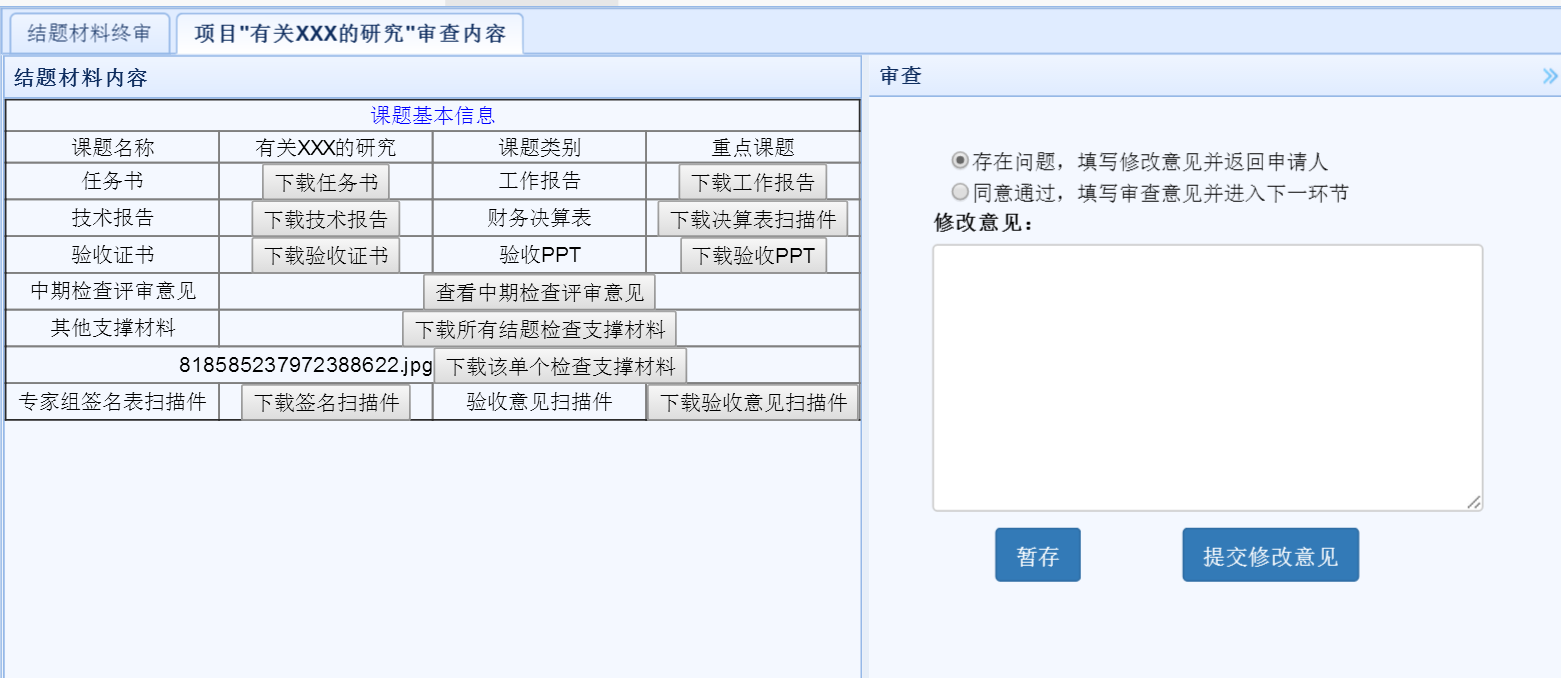 结题材料终审 项目"有关XXX的研究"审查内容
结题材料内容
课题基本信息
课题名称 有关XXX的研究 课题类别 重点课题
任务书 下载任务书 工作报告 下载工作报告
技术报告 下载技术报告 财务决算表 下载决算表扫描件
验收证书 下载验收证书 验收PPT 下载验收PPT
中期检查评审意见 查看中期检查评审意见
其他支撑材料 下载所有结题检查支撑材料
818585237972388622.jpg 下载该单个检查支撑材料
专家组签名表扫描件 下载签名扫描件 验收意见扫描件 下载验收意见扫描件
审查
存在问题，填写修改意见并返回申请人
同意通过，填写审查意见并进入下一环节
修改意见：
暂存 提交修改意见